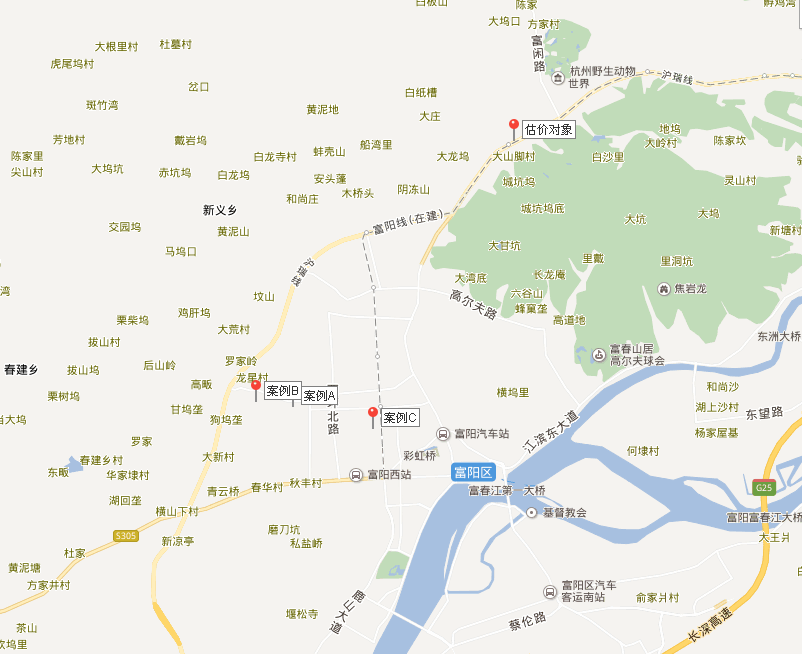 白板山
陈家
大坞口
方家村
大根里村
杜墓村
虎尾坞村
富闲路
杭州野生动物
世界
沪瑞线
岔口
白纸槽
斑竹湾
黄泥地
大庄
估价对象
芳地村
戴岩坞
船湾里
地坞
大岭村
陈家坎
陈家里
尖山村
白龙寺村
蚌壳山
大龙坞
大山脚村
白沙里
大坞坑
赤坑坞
白龙坞
安头蓬
城坑坞
灵山村
木桥头
阴冻山
和尚庄
新义乡
城坑坞底
大坑
大坞
交园坞
黄泥山
富阳线(在建)
新塘村
马坞口
大甘坑
里戴
里洞坑
沪瑞线
大湾底
长龙庵
焦岩龙
湾
坟山
高尔夫路
六谷山
蜂窠垄
高道地
鸡肝坞
栗柴坞
大荒村
东洲大桥
拔山村
罗家岭
后山岭
富春山居
高尔夫球会
春建乡
拔山坞
龙星村
高畈
案例B
案例A
和尚沙
栗树坞
横坞里
甘坞垄
案例C
湖上沙村
东望路
狗坞垄
北路
江滨东大道
杨家屋基
罗家
富阳汽车站
何埭村
大新村
彩虹桥
春建乡村
东畈
华家埭村
富阳西站
富阳区
秋丰村
春华村
青云桥
G25
富春江第一大桥
湖回垄
横山下村
基督教会
富阳富春江大桥
磨刀坑
S305
新凉亭
私盐峤
杜家
黄泥塘
方家井村
富阳区汽车
客运南站
俞家爿村
鹿山大道
堰松寺
蔡伦路
长深高速
茶山